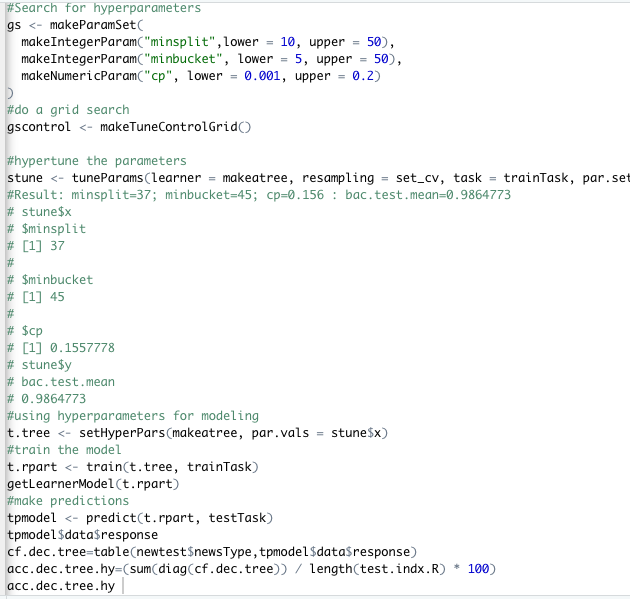 #Search for hyperparameters
gs <- makeParamSet(
makeIntegerParam("minsplit",lower = 10, upper = 50),
makeIntegerParam("minbucket", lower = 5, upper = 50),
makeNumericParam("cp", lower = 0.001, upper = 0.2)
)
#do a grid search
gscontrol <- makeTuneControlGrid()
#hypertune the parameters
stune <- tuneParams(learner = makeatree, resampling = set_cv, task = trainTask, par.set
#Result: minsplit=37; minbucket=45; cp=0.156 : bac.test.mean=0.9864773
# stune$x
# $minsplit
# [1] 37
#
# $minbucket
# [1] 45
#
# $cp
# [1] 0.1557778
# stune$y
# bac.test.mean
# 0.9864773
#using hyperparameters for modeling
t.tree <- setHyperPars(makeatree, par.vals = stune$x)
#train the model
t.rpart <- train(t.tree, trainTask)
getLearnerModel(t.rpart)
#make predictions
tpmodel <- predict(t.rpart, testTask)
tpmodel$data$response
cf.dec.tree=table(newtest$newsType,tpmodel$data$response)
acc.dec.tree.hy=(sum(diag(cf.dec.tree)) / length(test.indx.R) * 100)
acc.dec.tree.hy